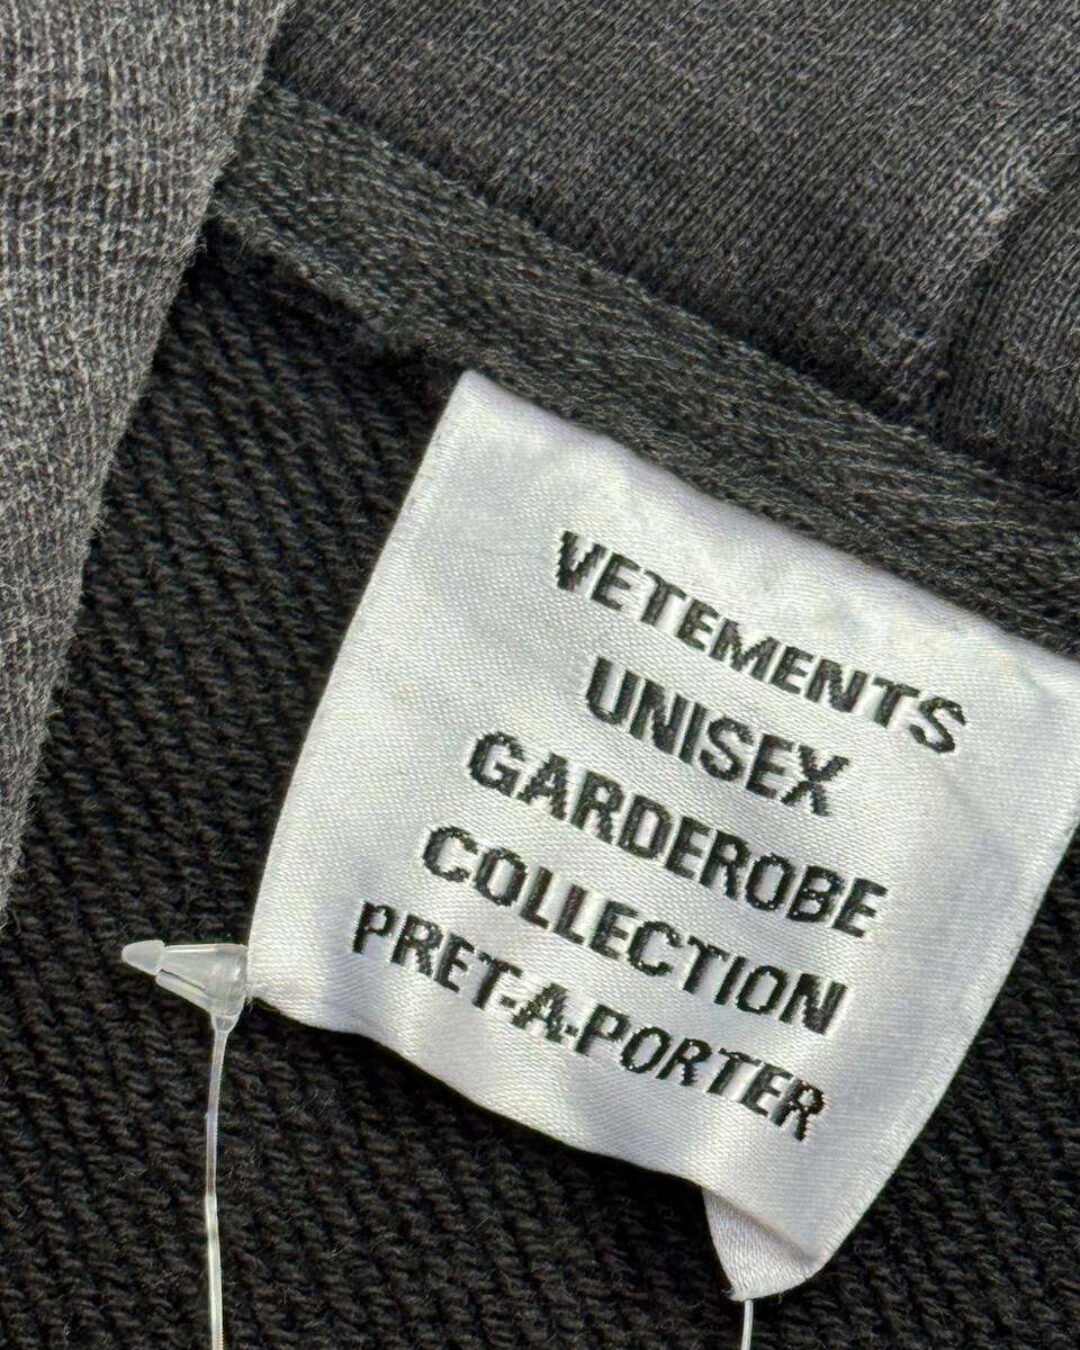 VETEMENTS
UNISEX
GARDEROBE
COLLECTION
PRET-A-PORTER